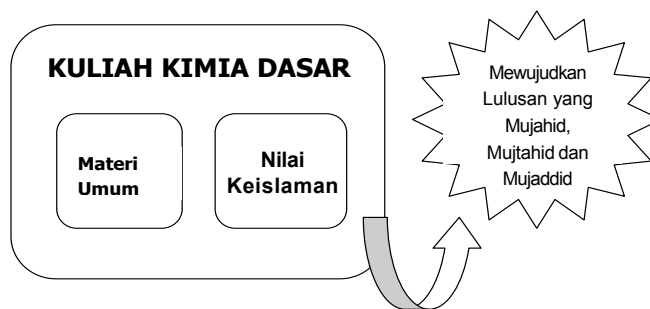 KULIAH KIMIA DASAR
Materi
Umum
Nilai
Keislaman
Mewujudkan
Lulusan yang
Mujahid,
Mujtahid dan
Mujaddid